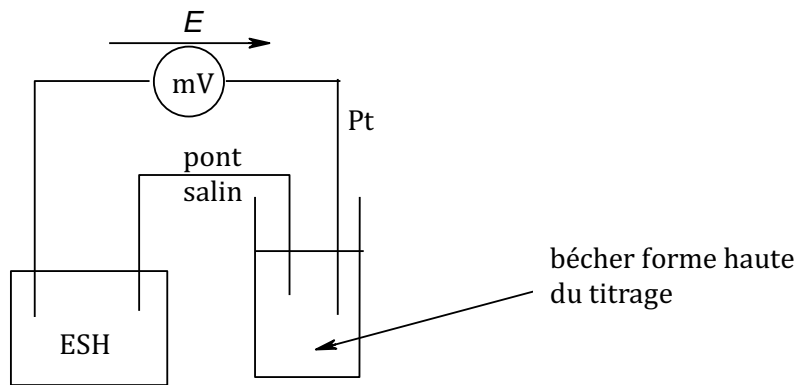 E
mV
Pt
pont
salin
bécher forme haute
du titrage
ESH